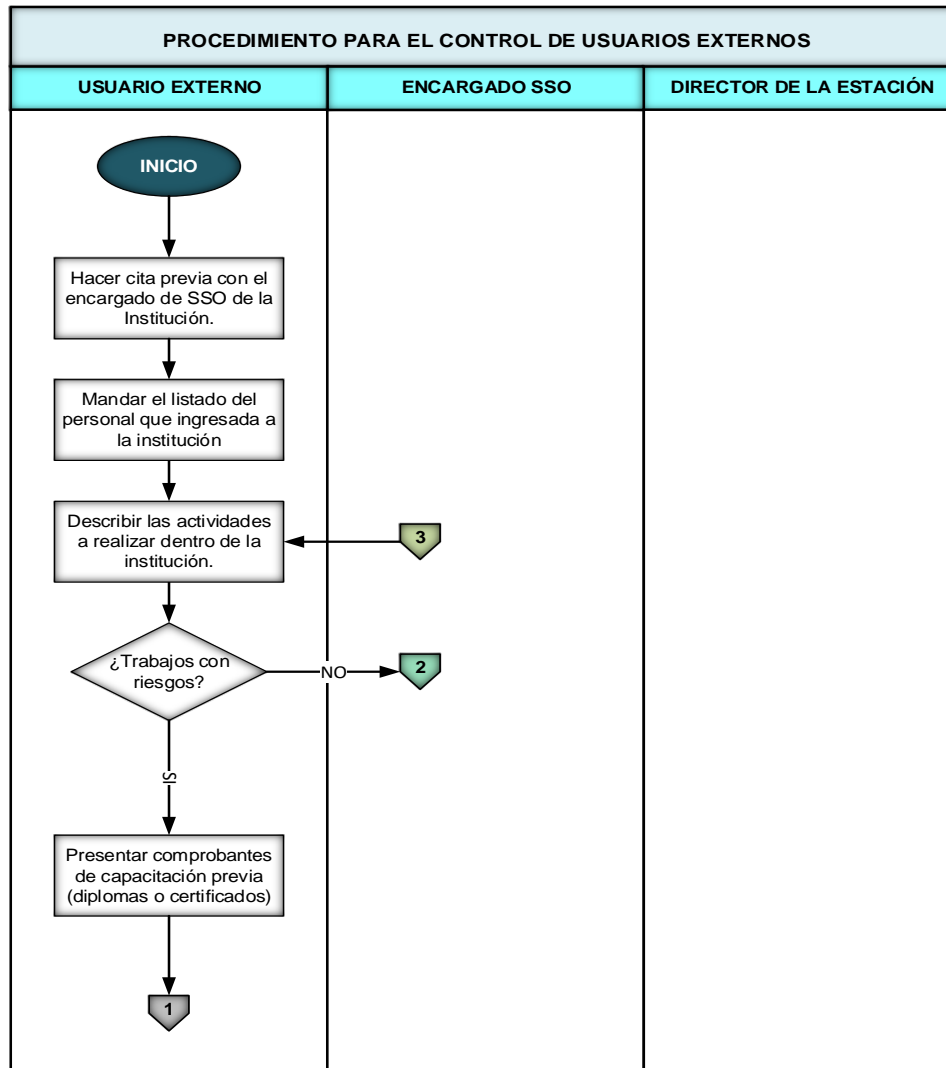 PROCEDIMIENTO PARA EL CONTROL DE USUARIOS EXTERNOS
USUARIO EXTERNO
ENCARGADO SSO
DIRECTOR DE LA ESTACIÓN
INICIO
Hacer cita previa con el
encargado de SSO de la
Institución.
Mandar el listado del
personal que ingresada a
la institución
Describir las actividades
a realizar dentro de la
institución.
3
¿Trabajos con
riesgos?
NO
2
SI
Presentar comprobantes
de capacitación previa
(diplomas o certificados)
1